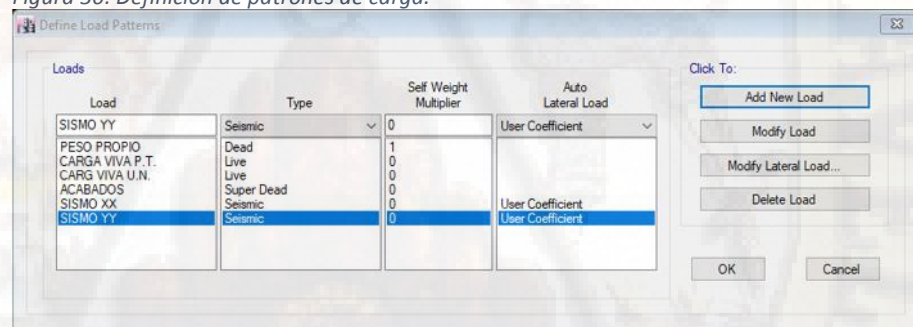 Figura 50. Definición de patrones de carga.
Define Load Patterns
Loads
Click To:
Load Type Self Weight Multiplier Auto Lateral Load
SISMO YY Seismic 0 User Coefficient
PESO PROPIO Dead 1
CARGA VIVA P.T. Live 0
CARG VIVA U.N. Live 0
ACABADOS Super Dead 0
SISMO XX Seismic 0 User Coefficient
SISMO YY Seismic 0 User Coefficient
Add New Load
Modify Load
Modify Lateral Load...
Delete Load
OK Cancel